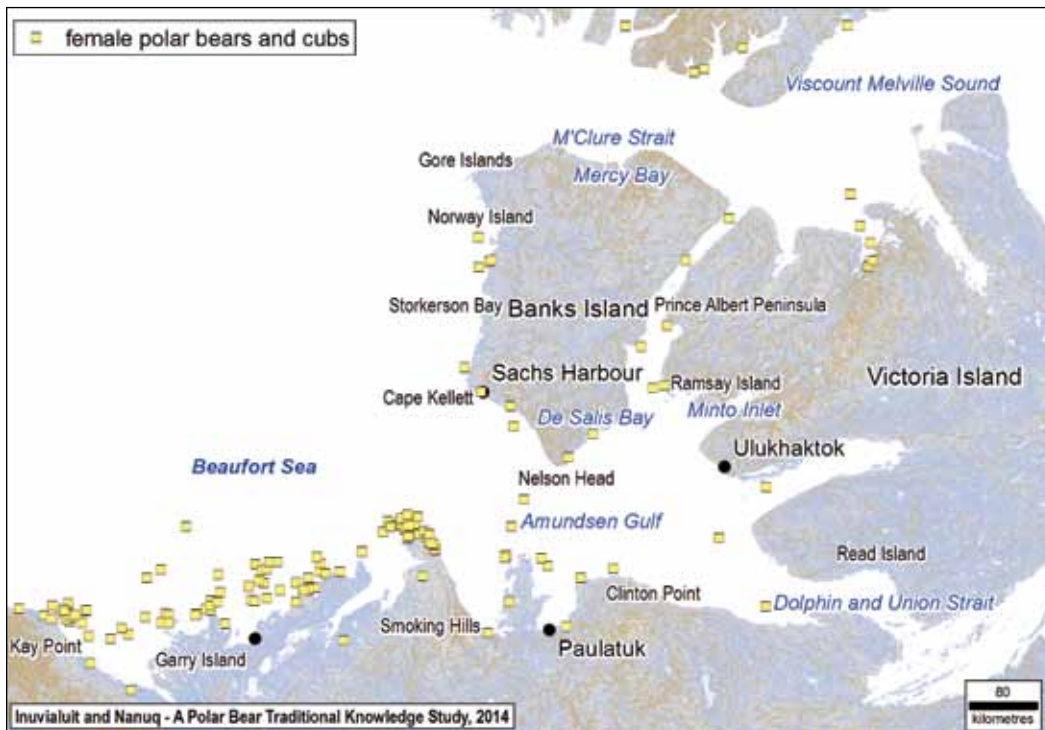 female polar bears and cubs
Viscount Melville Sound
M'Clure Strait
Gore Islands
Mercy Bay
Norway Island
Storkerson Bay
Banks Island
Prince Albert Peninsula
Sachs Harbour
Ramsay Island
Victoria Island
Cape Kellett
De Salis Bay
Minto Inlet
Ulukhaktok
Beaufort Sea
Nelson Head
Amundsen Gulf
Read Island
Clinton Point
Dolphin and Union Strait
Smoking Hills
Kay Point
Garry Island
Paulatuk
80
kilometres
Inuvialuit and Nanuq - A Polar Bear Traditional Knowledge Study, 2014